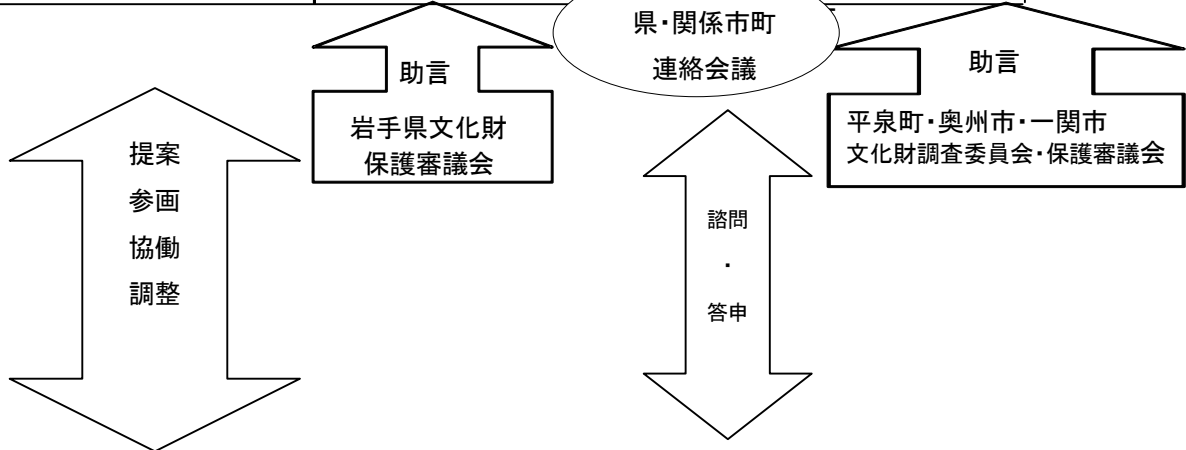 県・関係市町
連絡会議
助言
助言
岩手県文化財
保護審議会
平泉町・奥州市・一関市
文化財調査委員会・保護審議会
提案
参画
協働
調整
諮問
・
答申